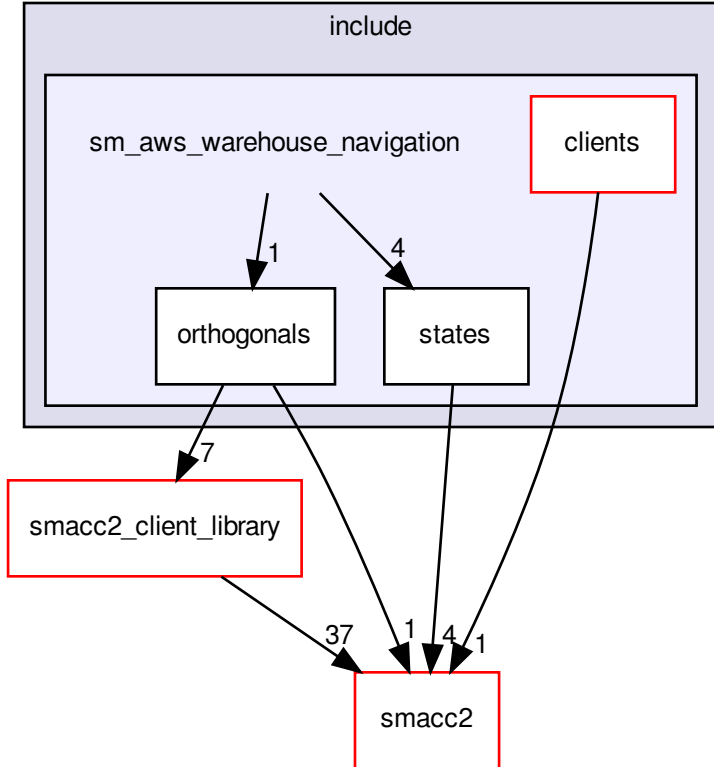 include
sm_aws_warehouse_navigation
clients
1
4
orthogonals
states
7
smacc2_client_library
37
1
4
1
smacc2